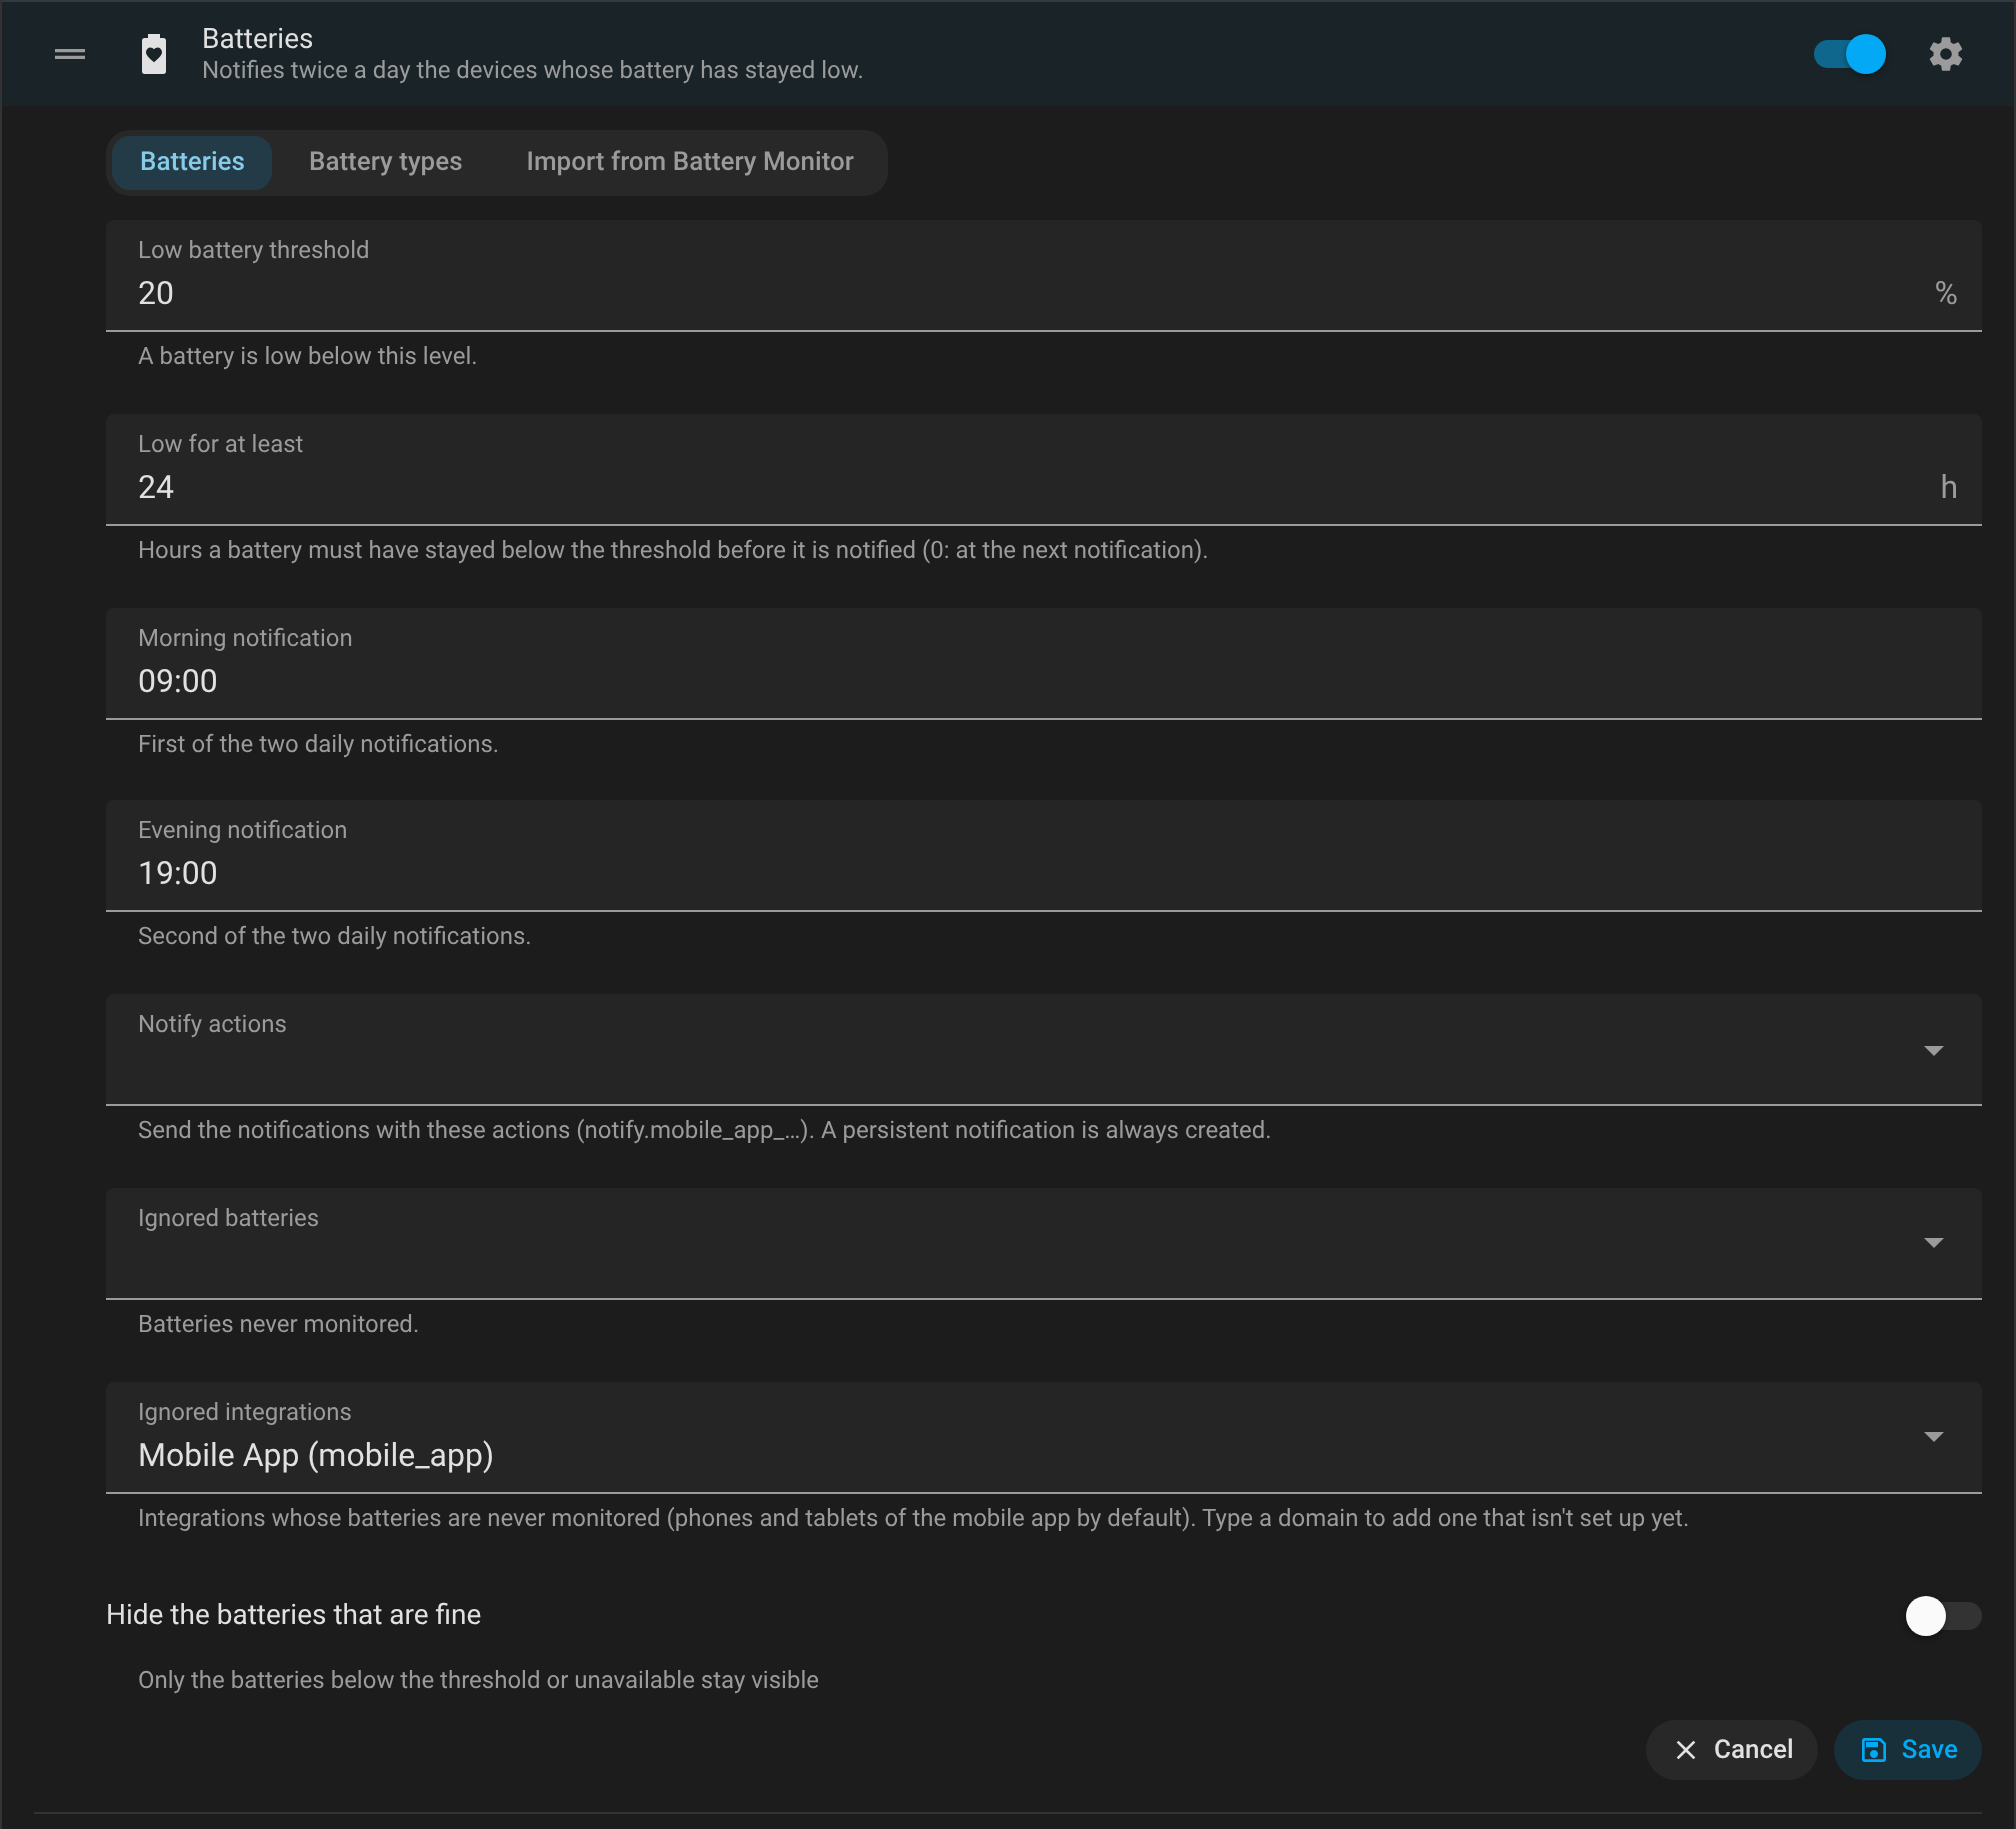 Batteries
Notifies twice a day the devices whose battery has stayed low.
Batteries
Battery types
Import from Battery Monitor
Low battery threshold
20
%
A battery is low below this level.
Low for at least
24
h
Hours a battery must have stayed below the threshold before it is notified (0: at the next notification).
Morning notification
09:00
First of the two daily notifications.
Evening notification
19:00
Second of the two daily notifications.
Notify actions
Send the notifications with these actions (notify.mobile_app_…). A persistent notification is always created.
Ignored batteries
Batteries never monitored.
Ignored integrations
Mobile App (mobile_app)
Integrations whose batteries are never monitored (phones and tablets of the mobile app by default). Type a domain to add one that isn't set up yet.
Hide the batteries that are fine
Only the batteries below the threshold or unavailable stay visible
Cancel
Save